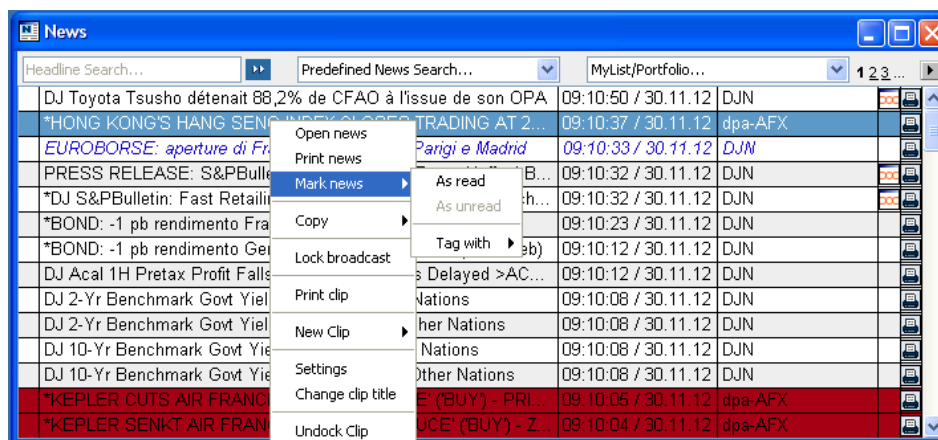 News
Headline Search... Predefined News Search... MyList/Portfolio... 1 2 3 ...
DJ Toyota Tsusho détenait 88,2% de CFAO à l'issue de son OPA 09:10:50 / 30.11.12 DJN
*HONG KONG'S HANG SENG INDEX CLOSES TRADING AT 2... 09:10:37 / 30.11.12 dpa-AFX
Open news
EUROBORSE: aperture di Fr Parigi e Madrid 09:10:33 / 30.11.12 DJN
Print news
PRESS RELEASE: S&PBulle B... 09:10:32 / 30.11.12 DJN
Mark news As read
*DJ S&PBulletin: Fast Retaili h... 09:10:32 / 30.11.12 DJN
As unread
*BOND: -1 pb rendimento Fra 09:10:23 / 30.11.12 DJN
Copy
Tag with
*BOND: -1 pb rendimento Ger eb) 09:10:12 / 30.11.12 DJN
Lock broadcast
DJ Acal 1H Pretax Profit Falls s Delayed >AC... 09:10:12 / 30.11.12 DJN
Print clip
DJ 2-Yr Benchmark Govt Yiel Nations 09:10:08 / 30.11.12 DJN
DJ 2-Yr Benchmark Govt Yiel her Nations 09:10:08 / 30.11.12 DJN
New Clip
DJ 10-Yr Benchmark Govt Yie Nations 09:10:08 / 30.11.12 DJN
Settings
DJ 10-Yr Benchmark Govt Yie Other Nations 09:10:08 / 30.11.12 DJN
Change clip title
*KEPLER CUTS AIR FRANC E' ('BUY') - PRI... 09:10:05 / 30.11.12 dpa-AFX
*KEPLER SENKT AIR FRAN UCE' ('BUY') - Z... 09:10:04 / 30.11.12 dpa-AFX
Undock Clip